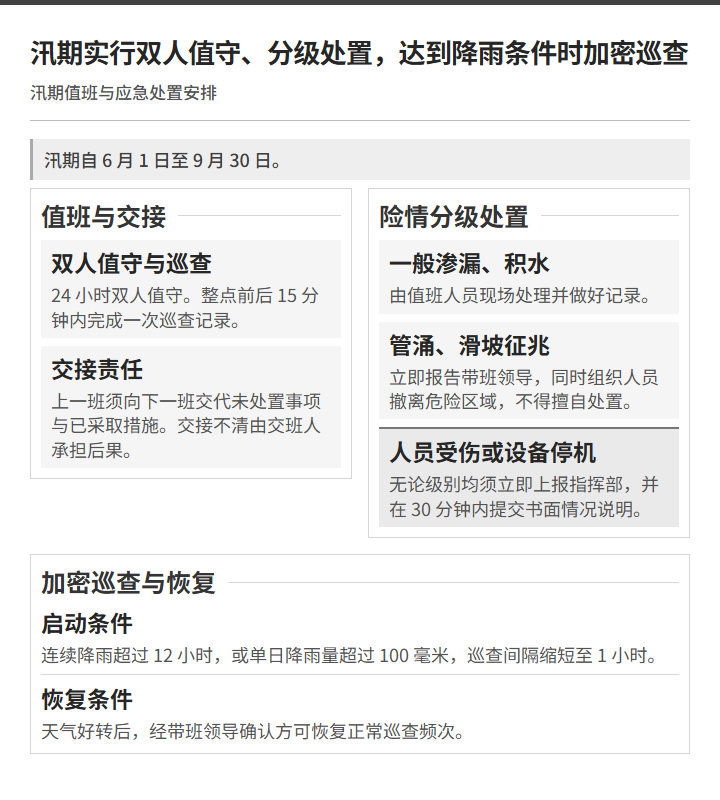 汛期实行双人值守、分级处置，达到降雨条件时加密巡查
汛期值班与应急处置安排
汛期自 6 月 1 日至 9 月 30 日。
值班与交接
双人值守与巡查
24 小时双人值守。整点前后 15 分
钟内完成一次巡查记录。
交接责任
上一班须向下一班交代未处置事项
与已采取措施。交接不清由交班人
承担后果。
险情分级处置
一般渗漏、积水
由值班人员现场处理并做好记录。
管涌、滑坡征兆
立即报告带班领导，同时组织人员
撤离危险区域，不得擅自处置。
人员受伤或设备停机
无论级别均须立即上报指挥部，并
在 30 分钟内提交书面情况说明。
加密巡查与恢复
启动条件
连续降雨超过 12 小时，或单日降雨量超过 100 毫米，巡查间隔缩短至 1 小时。
恢复条件
天气好转后，经带班领导确认方可恢复正常巡查频次。